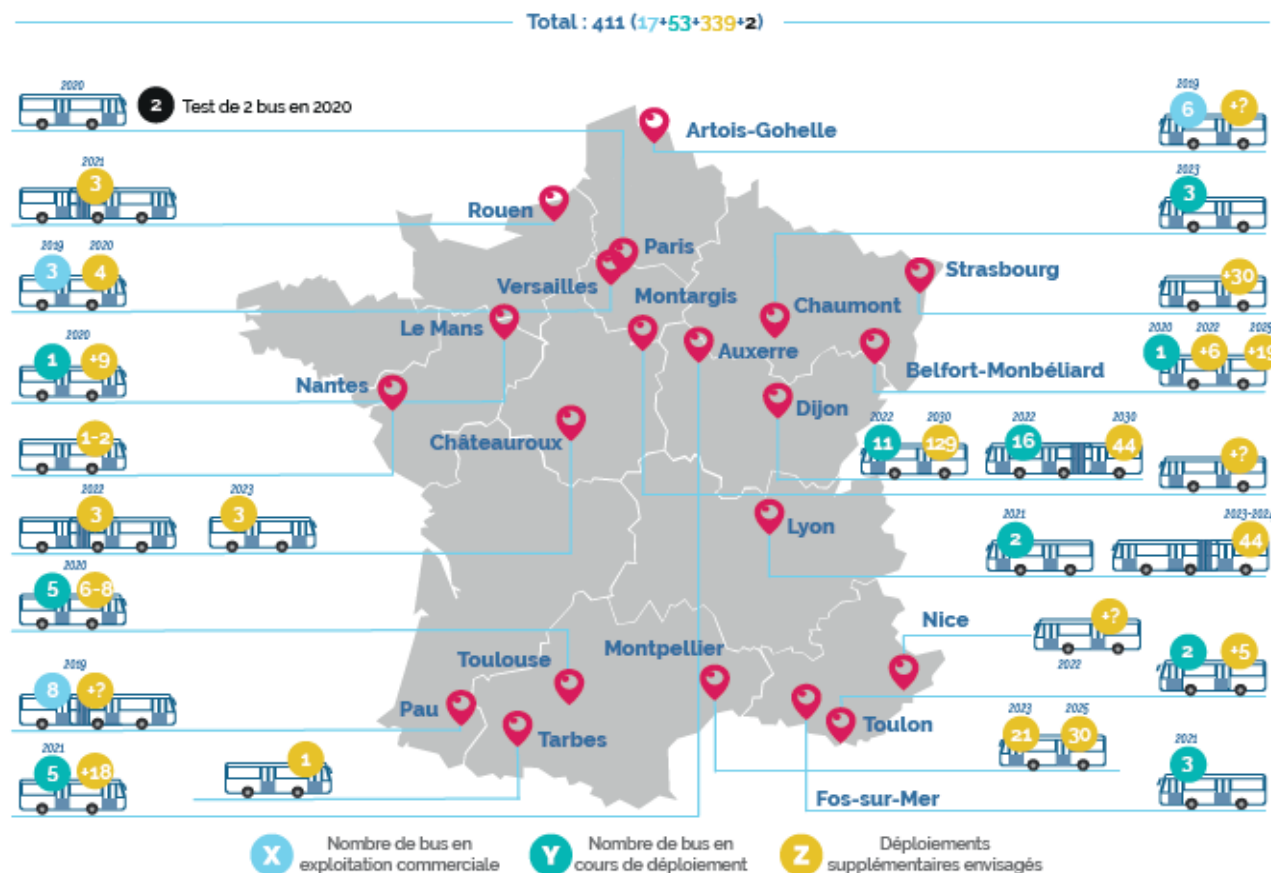 Total : 411 (17+53+339+2)
2020
2 Test de 2 bus en 2020
2019
6 +?
Artois-Gohelle
2021
3
Rouen
2023
3
Paris
2019 2020
3 4
Versailles
Strasbourg
+30
Montargis
Chaumont
Le Mans
2020
1 +9
Auxerre
2020 2022 2025
1 +6 +19
Belfort-Monbéliard
Nantes
Dijon
2022 2030 2022 2030
11 129 16 44
1-2
Châteauroux
+?
2022 2023
3 3
Lyon
2021 2023-202
2 44
2020
5 6-8
Nice
+?
2022
Montpellier
Toulouse
2 +5
2019
8 +?
Pau
Toulon
Tarbes
2023 2025
21 30
2021
5 +18
1
2021
3
Fos-sur-Mer
X Nombre de bus en
exploitation commerciale
Y Nombre de bus en
cours de déploiement
Z Déploiements
supplémentaires envisagés